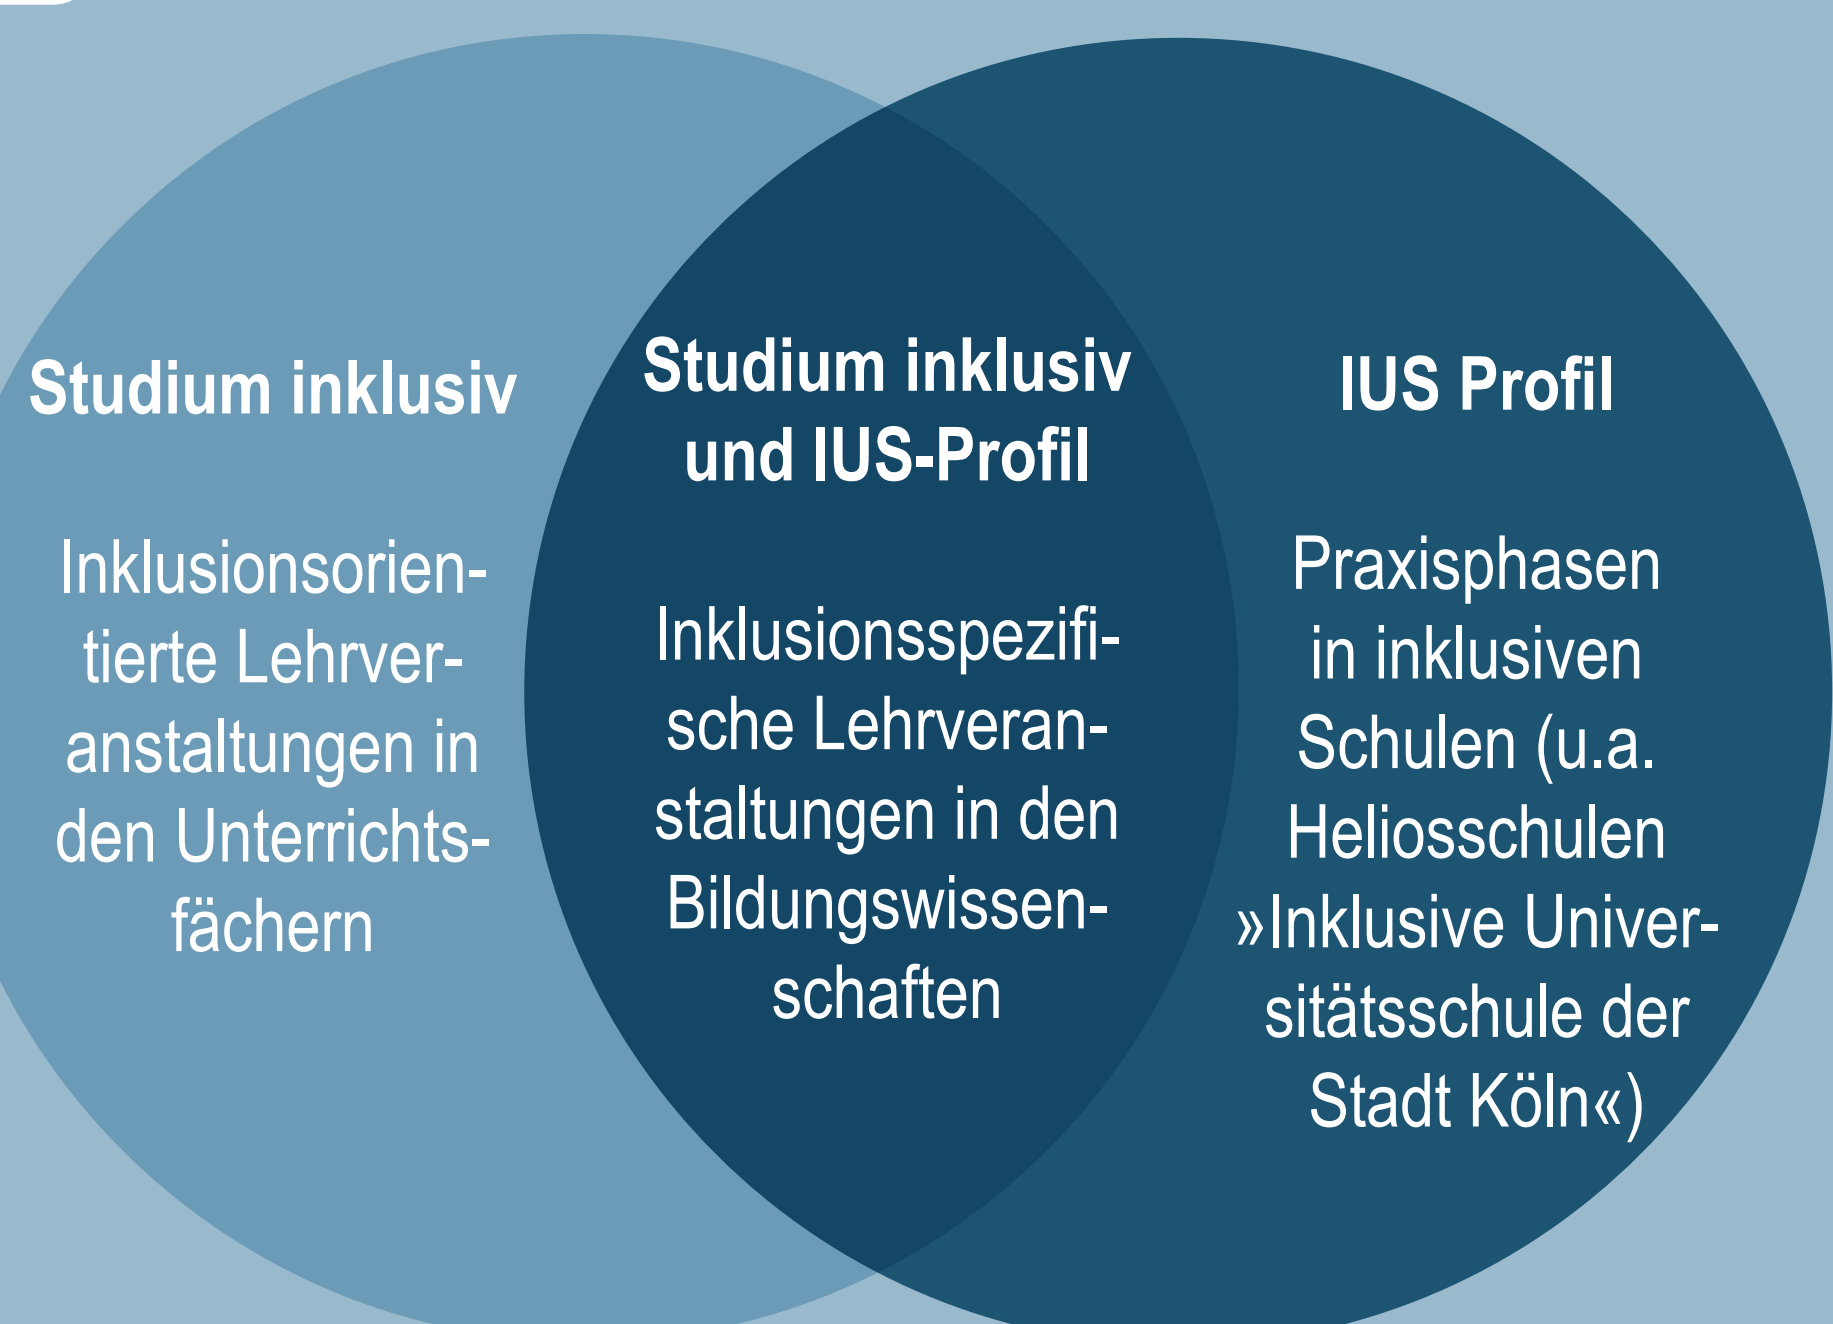 Studium inklusiv
Inklusionsorien-
tierte Lehrver-
anstaltungen in
den Unterrichts-
fächern
Studium inklusiv
und IUS-Profil
Inklusionsspezifi-
sche Lehrveran-
staltungen in den
Bildungswissen-
schaften
IUS Profil
Praxisphasen
in inklusiven
Schulen (u.a.
Heliosschulen
»Inklusive Univer-
sitätsschule der
Stadt Köln«)